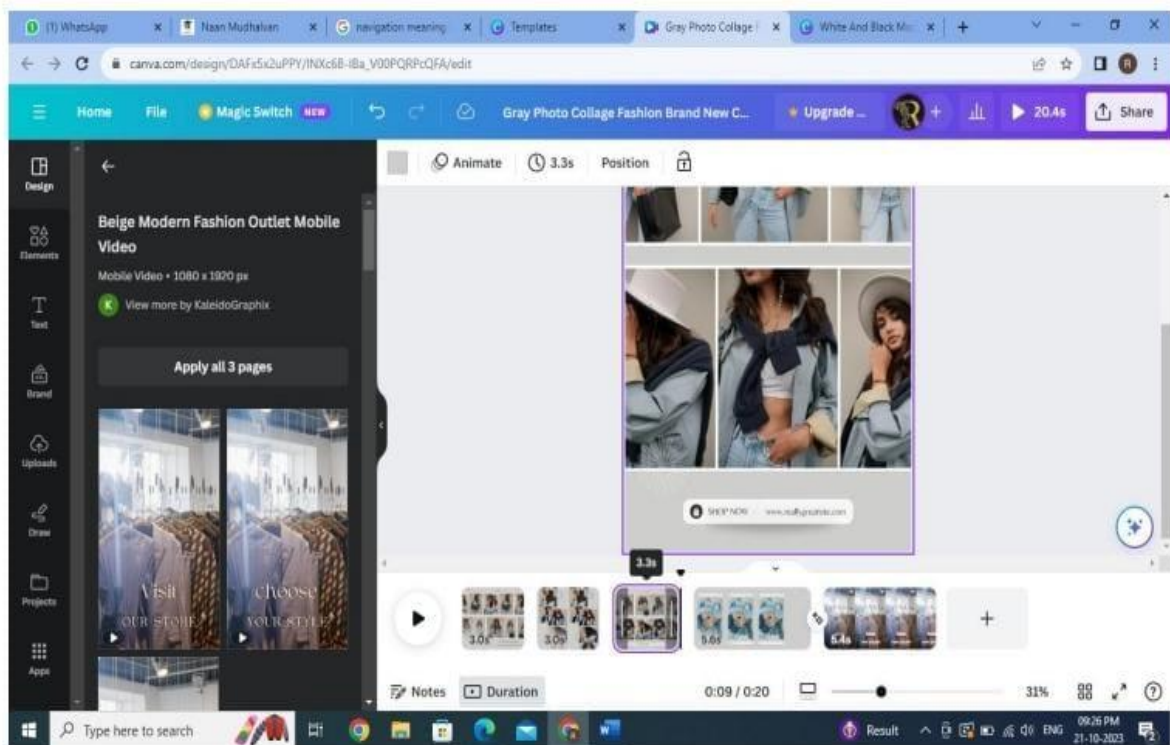 (1) WhatsApp
Naan Mudhalvan
navigation meaning
Templates
Gray Photo Collage F
White And Black Mi
canva.com/design/DAFx5x2uPPY/INXc6B-IBa_V00PQRPcQFA/edit
Home File Magic Switch NEW Gray Photo Collage Fashion Brand New C... Upgrade ... 20.4s Share
Design
Elements
Text
Brand
Uploads
Draw
Projects
Apps
Beige Modern Fashion Outlet Mobile
Video
Mobile Video • 1080 x 1920 px
K View more by KaleidoGraphix
Apply all 3 pages
Visit
OUR STORE
choose
YOUR STYLE
Animate 3.3s Position
SHOP NOW
3.3s
3.0s 3.0s 5.0s 5.4s
Notes Duration 0:09 / 0:20 31%
Type here to search
Result ENG 09:26 PM
21-10-2023